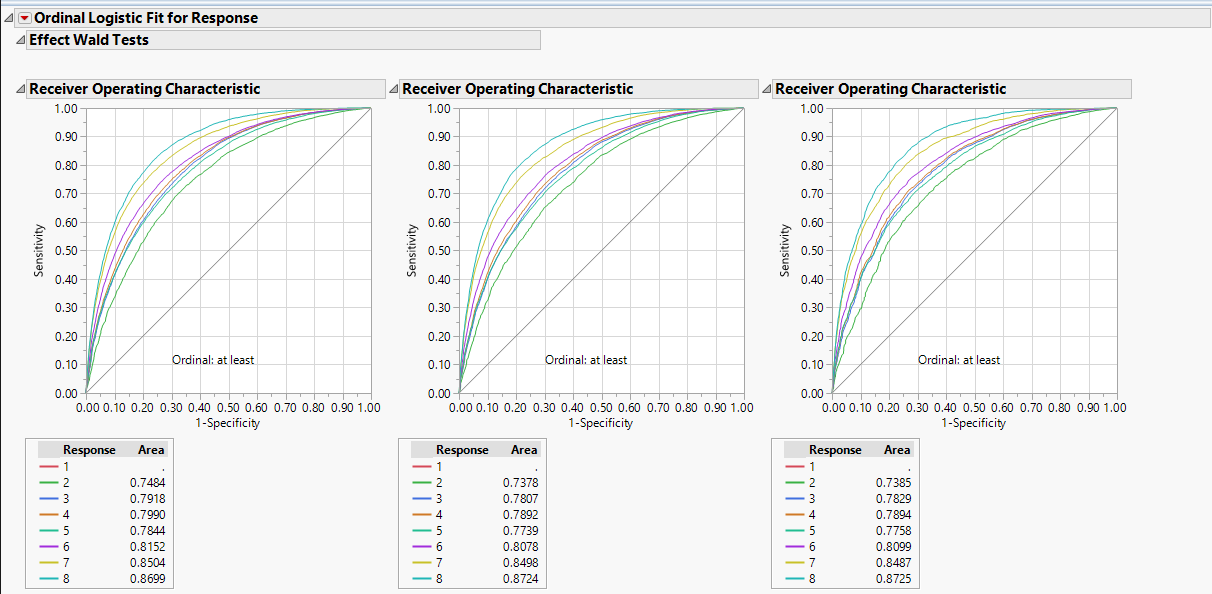 Ordinal Logistic Fit for Response
Effect Wald Tests
Receiver Operating Characteristic
1.00
0.90
0.80
0.70
0.60
0.50
0.40
0.30
0.20
0.10
0.00
Sensitivity
Ordinal: at least
0.00 0.10 0.20 0.30 0.40 0.50 0.60 0.70 0.80 0.90 1.00
1-Specificity
Response Area
1 .
2 0.7484
3 0.7918
4 0.7990
5 0.7844
6 0.8152
7 0.8504
8 0.8699
Receiver Operating Characteristic
1.00
0.90
0.80
0.70
0.60
0.50
0.40
0.30
0.20
0.10
0.00
Sensitivity
Ordinal: at least
0.00 0.10 0.20 0.30 0.40 0.50 0.60 0.70 0.80 0.90 1.00
1-Specificity
Response Area
1 .
2 0.7378
3 0.7807
4 0.7892
5 0.7739
6 0.8078
7 0.8498
8 0.8724
Receiver Operating Characteristic
1.00
0.90
0.80
0.70
0.60
0.50
0.40
0.30
0.20
0.10
0.00
Sensitivity
Ordinal: at least
0.00 0.10 0.20 0.30 0.40 0.50 0.60 0.70 0.80 0.90 1.00
1-Specificity
Response Area
1 .
2 0.7385
3 0.7829
4 0.7894
5 0.7758
6 0.8099
7 0.8487
8 0.8725